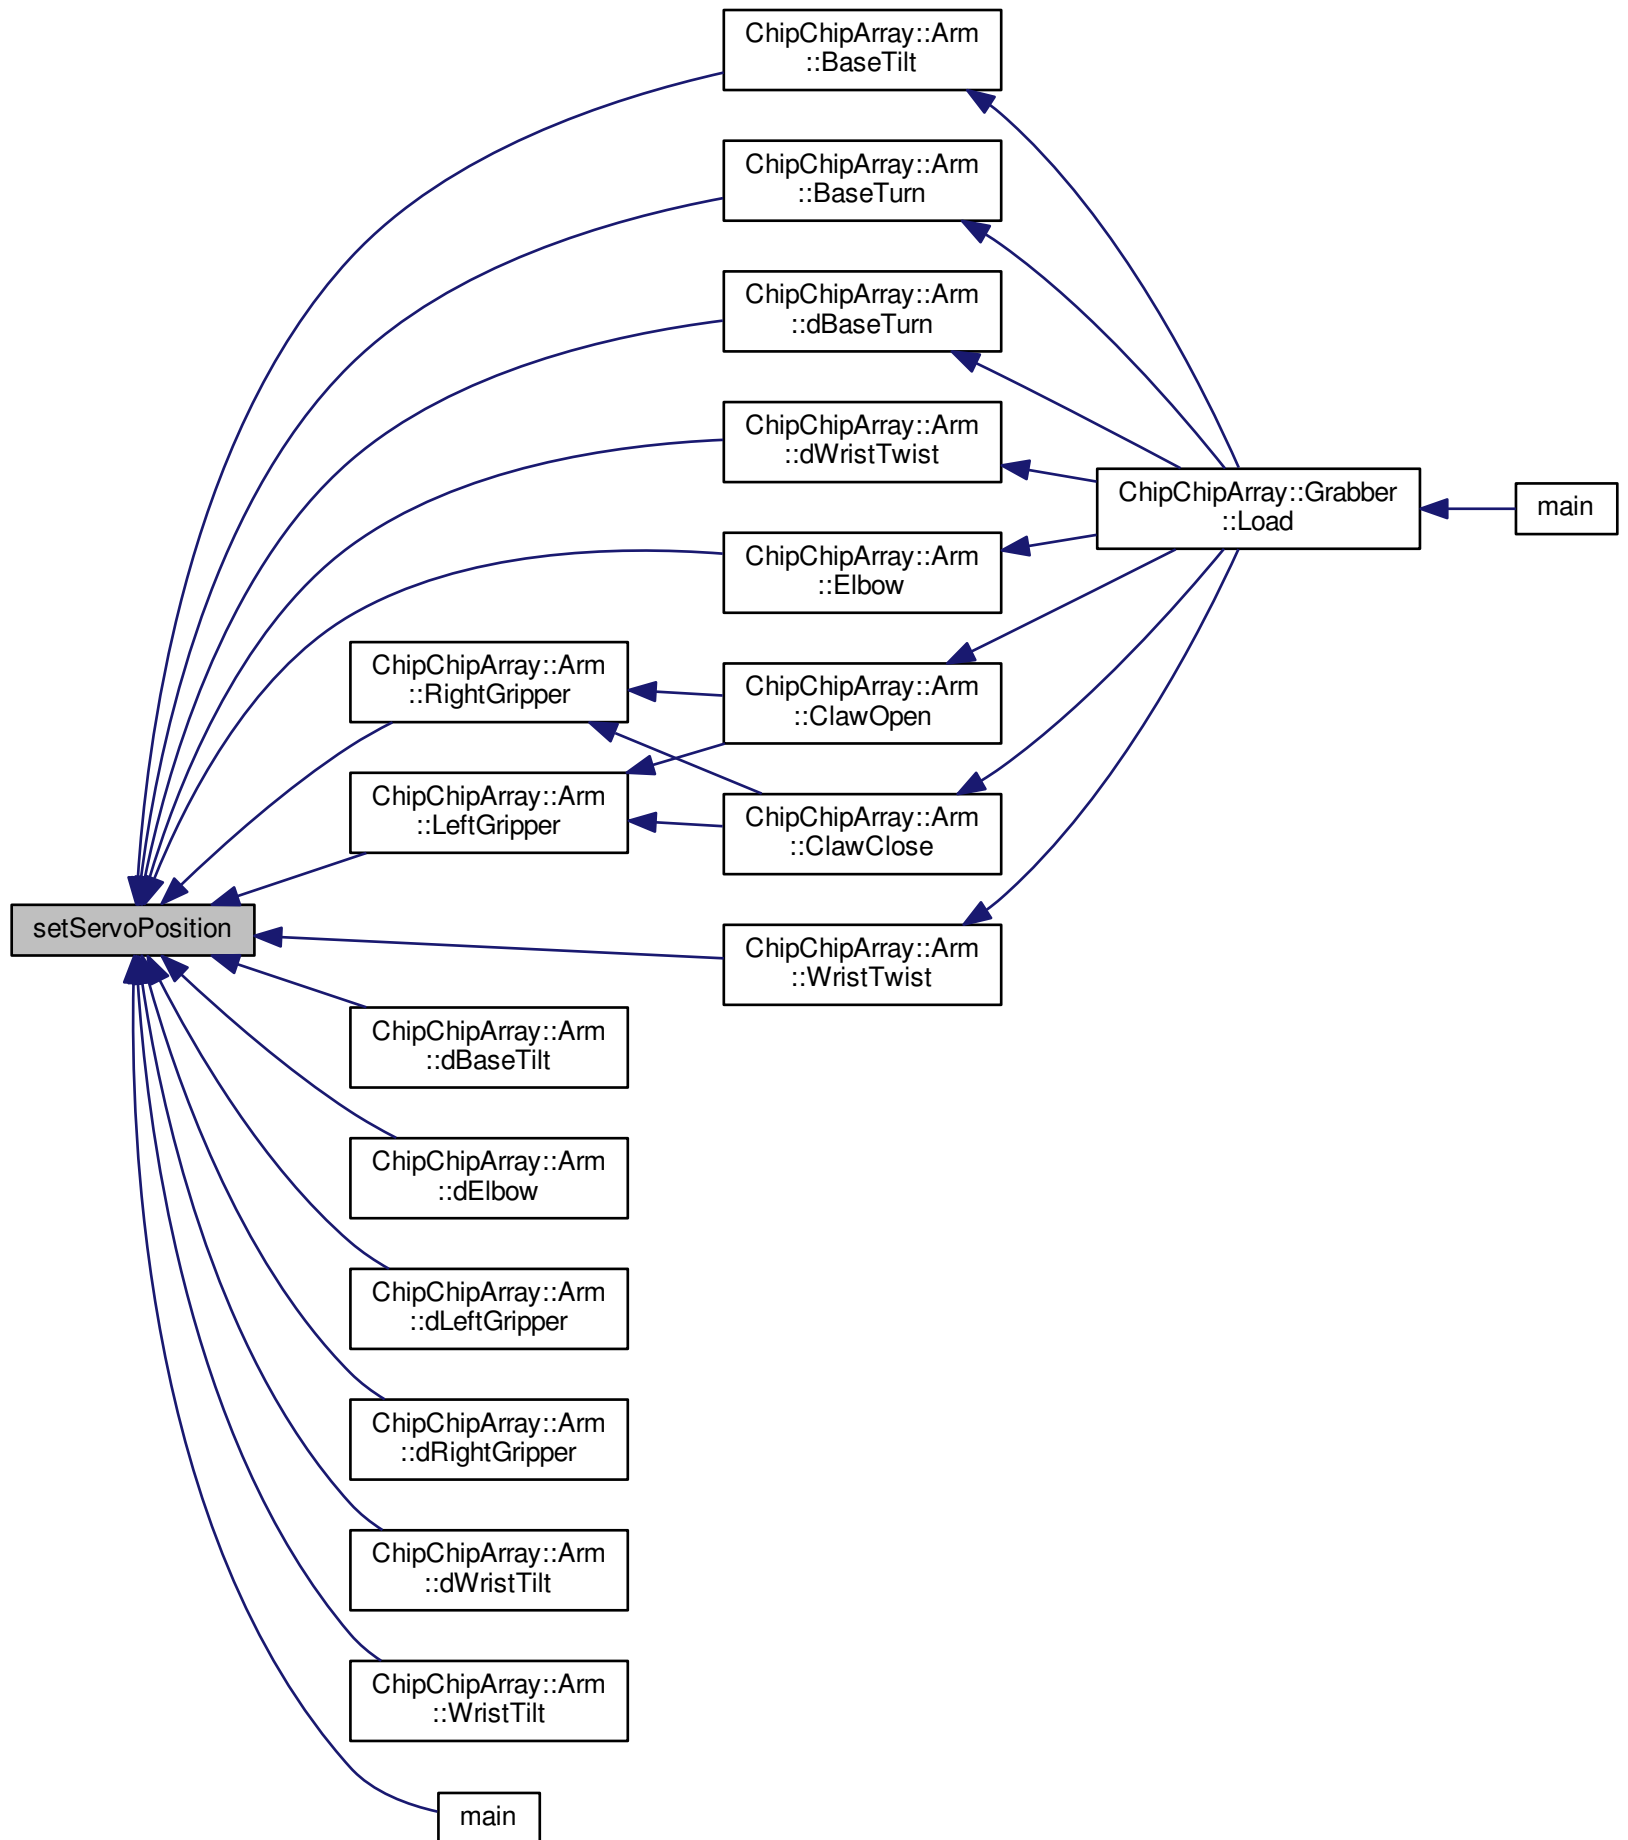 ChipChipArray::Arm
::BaseTilt
ChipChipArray::Arm
::BaseTurn
ChipChipArray::Arm
::dBaseTurn
ChipChipArray::Arm
::dWristTwist
ChipChipArray::Grabber
::Load
main
ChipChipArray::Arm
::Elbow
ChipChipArray::Arm
::RightGripper
ChipChipArray::Arm
::ClawOpen
ChipChipArray::Arm
::LeftGripper
ChipChipArray::Arm
::ClawClose
setServoPosition
ChipChipArray::Arm
::WristTwist
ChipChipArray::Arm
::dBaseTilt
ChipChipArray::Arm
::dElbow
ChipChipArray::Arm
::dLeftGripper
ChipChipArray::Arm
::dRightGripper
ChipChipArray::Arm
::dWristTilt
ChipChipArray::Arm
::WristTilt
main